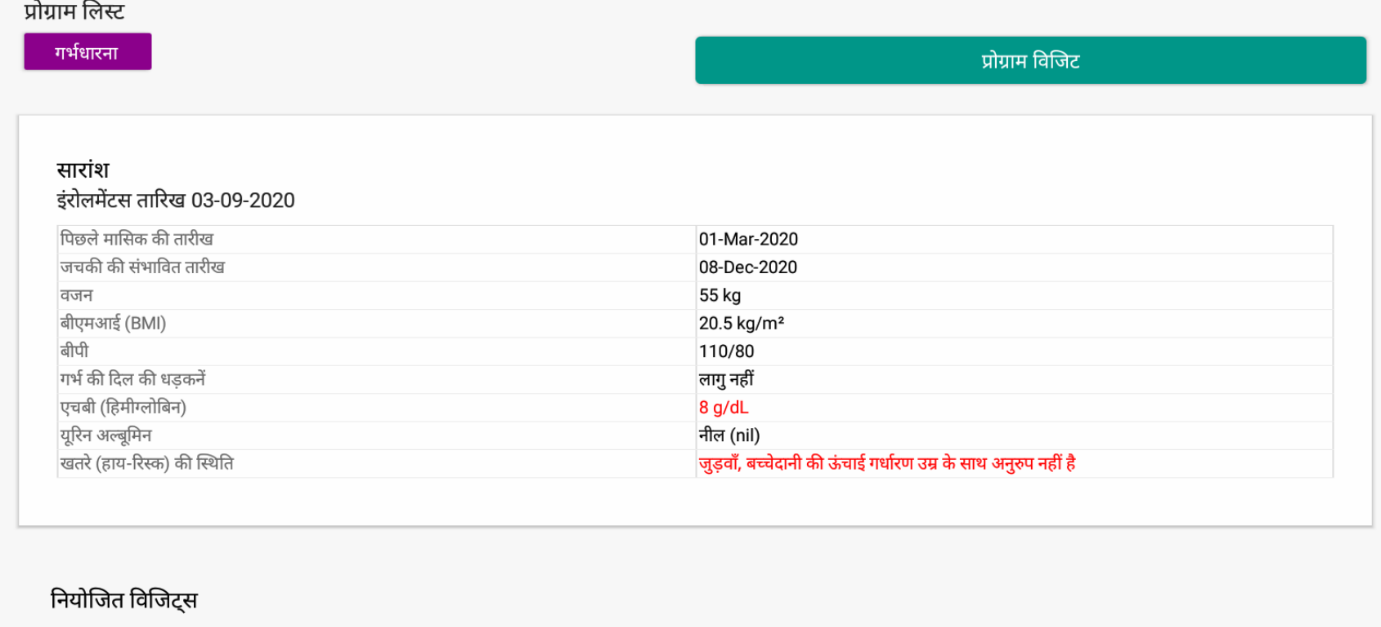 प्रोग्राम लिस्ट
गर्भधारना
प्रोग्राम विजिट
सारांश
इंरोलमेंटस तारिख 03-09-2020
पिछले मासिक की तारीख 01-Mar-2020
जचकी की संभावित तारीख 08-Dec-2020
वजन 55 kg
बीएमआई (BMI) 20.5 kg/m²
बीपी 110/80
गर्भ की दिल की धड़कनें लागु नहीं
एचबी (हिमीग्लोबिन) 8 g/dL
यूरिन अल्बूमिन नील (nil)
खतरे (हाय-रिस्क) की स्थिति जुड़वाँ, बच्चेदानी की ऊंचाई गर्धारण उम्र के साथ अनुरुप नहीं है
नियोजित विजिट्स